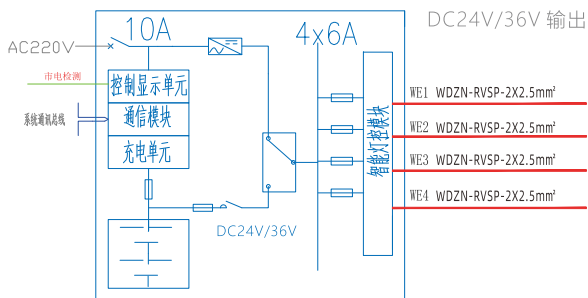 DC24V/36V 输出
10A
4x6A
AC220V
市电检测
控制显示单元
系统通讯总线
通信模块
充电单元
智能灯控模块
WE1 WDZN-RVSP-2X2.5mm²
WE2 WDZN-RVSP-2X2.5mm²
WE3 WDZN-RVSP-2X2.5mm²
WE4 WDZN-RVSP-2X2.5mm²
DC24V/36V